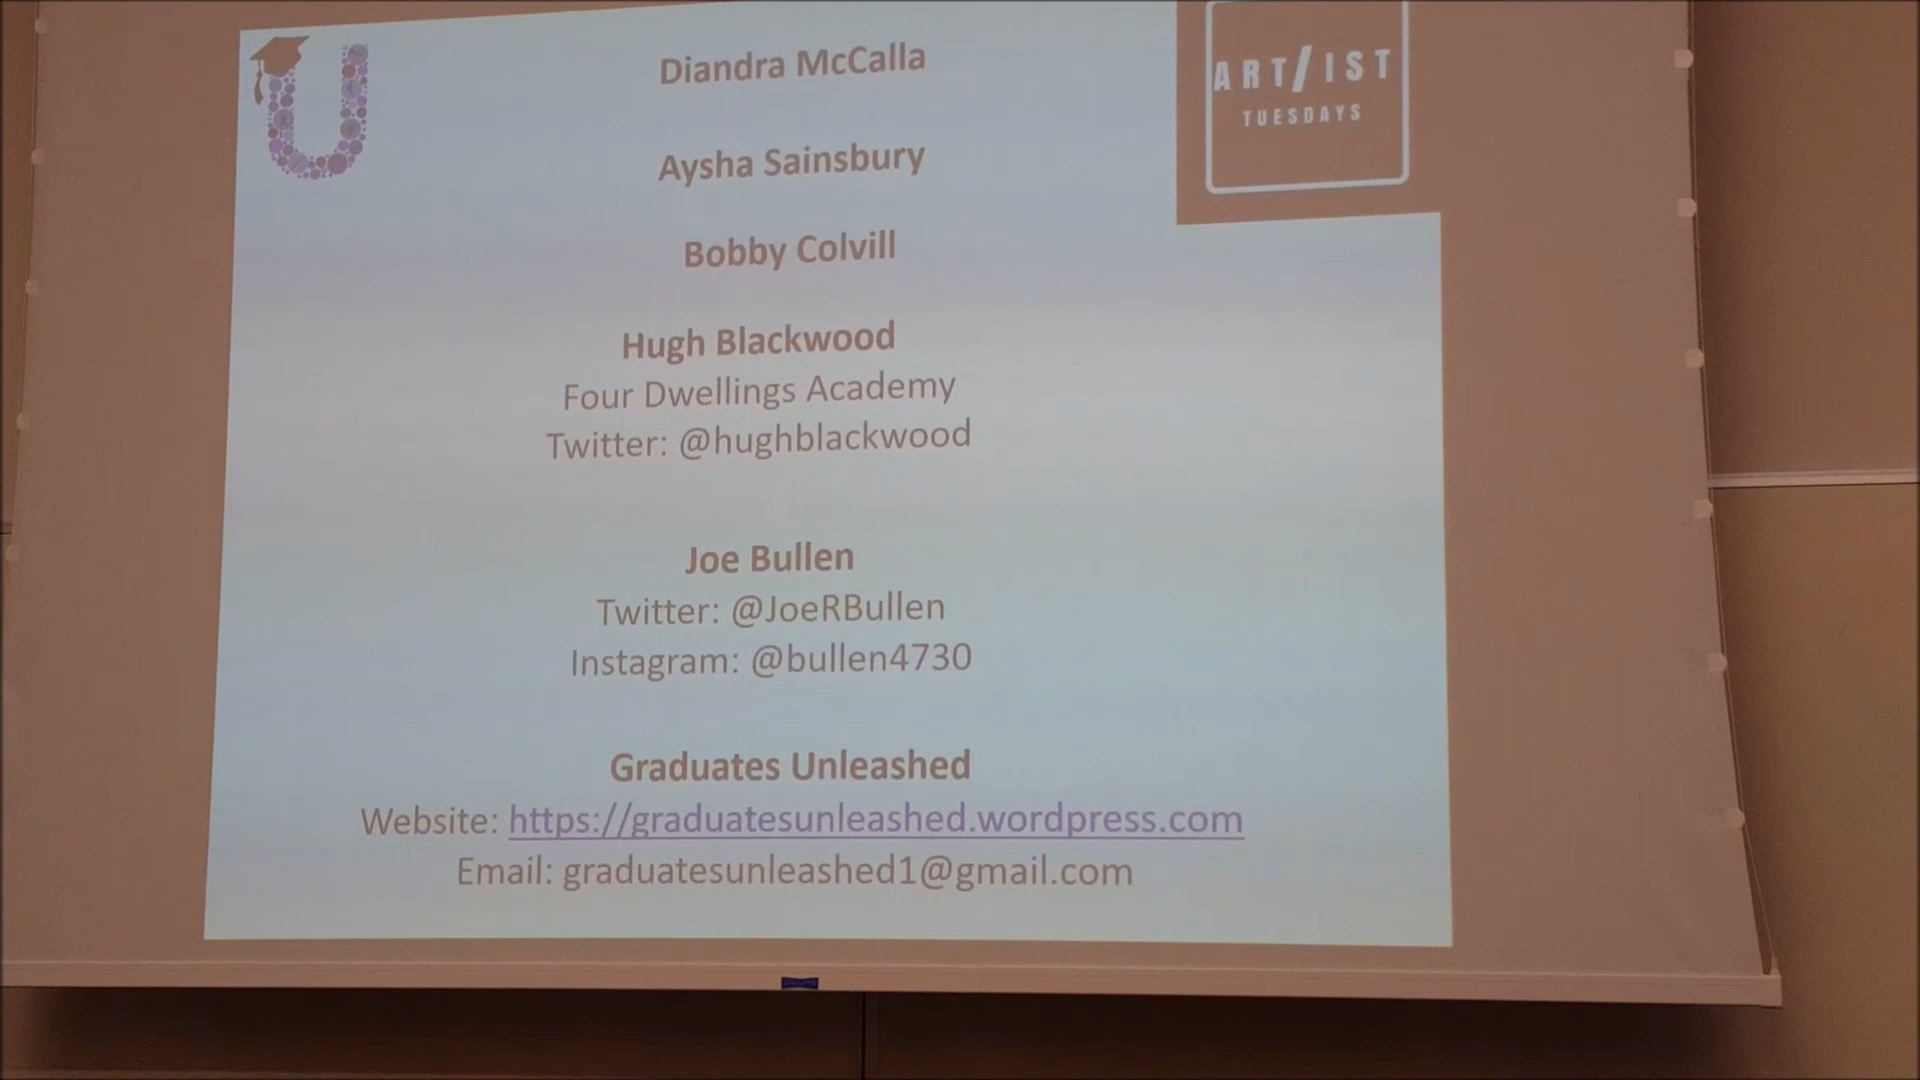 Diandra McCalla
ART/IST
TUESDAYS
Aysha Sainsbury
Bobby Colvill
Hugh Blackwood
Four Dwellings Academy
Twitter: @hughblackwood
Joe Bullen
Twitter: @JoeRBullen
Instagram: @bullen4730
Graduates Unleashed
Website: https://graduatesunleashed.wordpress.com
Email: graduatesunleashed1@gmail.com